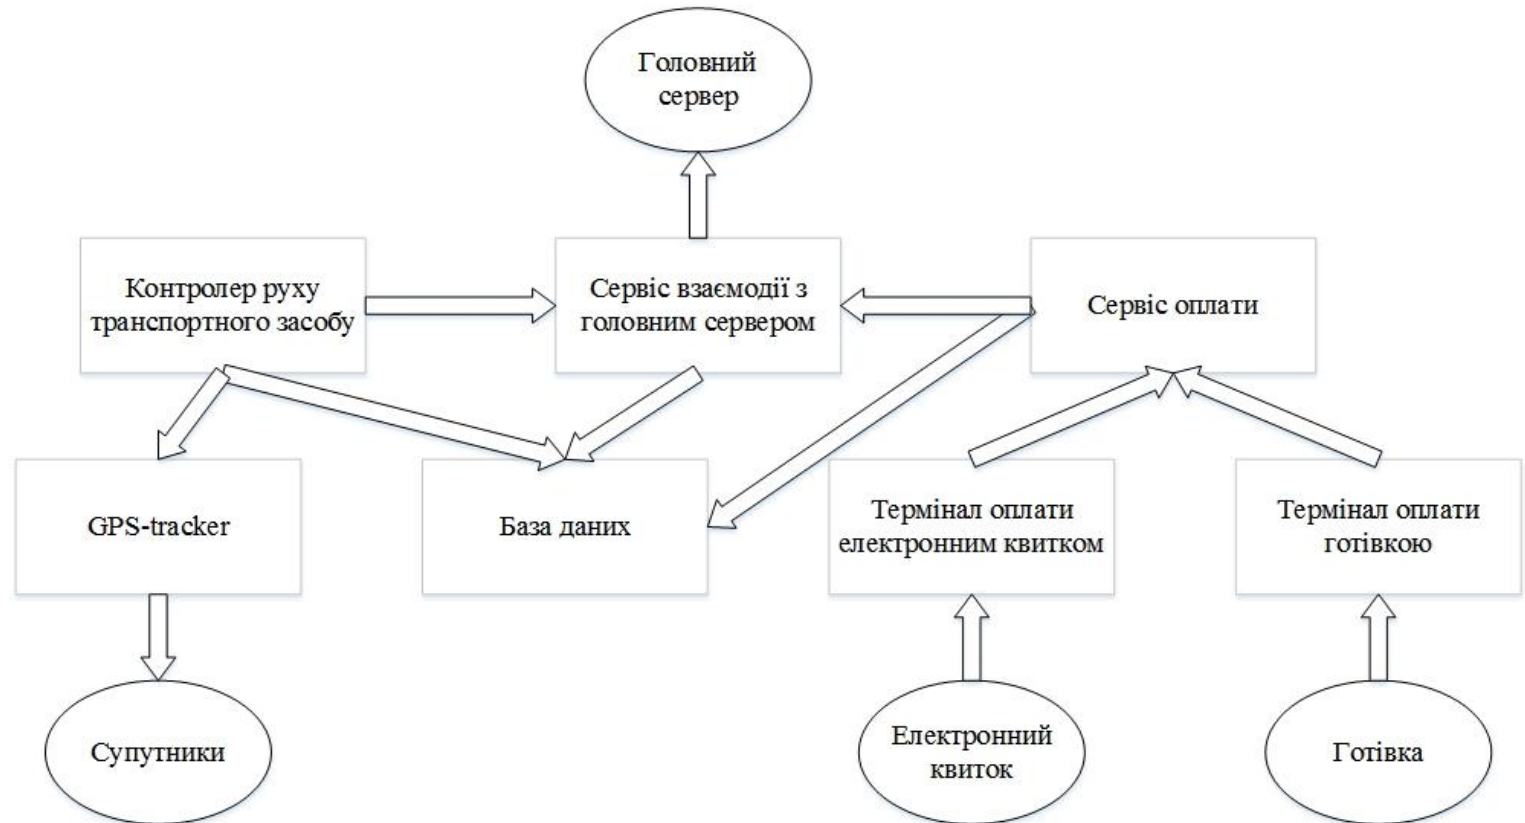 Головний
сервер
Контролер руху
транспортного засобу
Сервіс взаємодії з
головним сервером
Сервіс оплати
GPS-tracker
База даних
Термінал оплати
електронним квитком
Термінал оплати
готівкою
Супутники
Електронний
квиток
Готівка